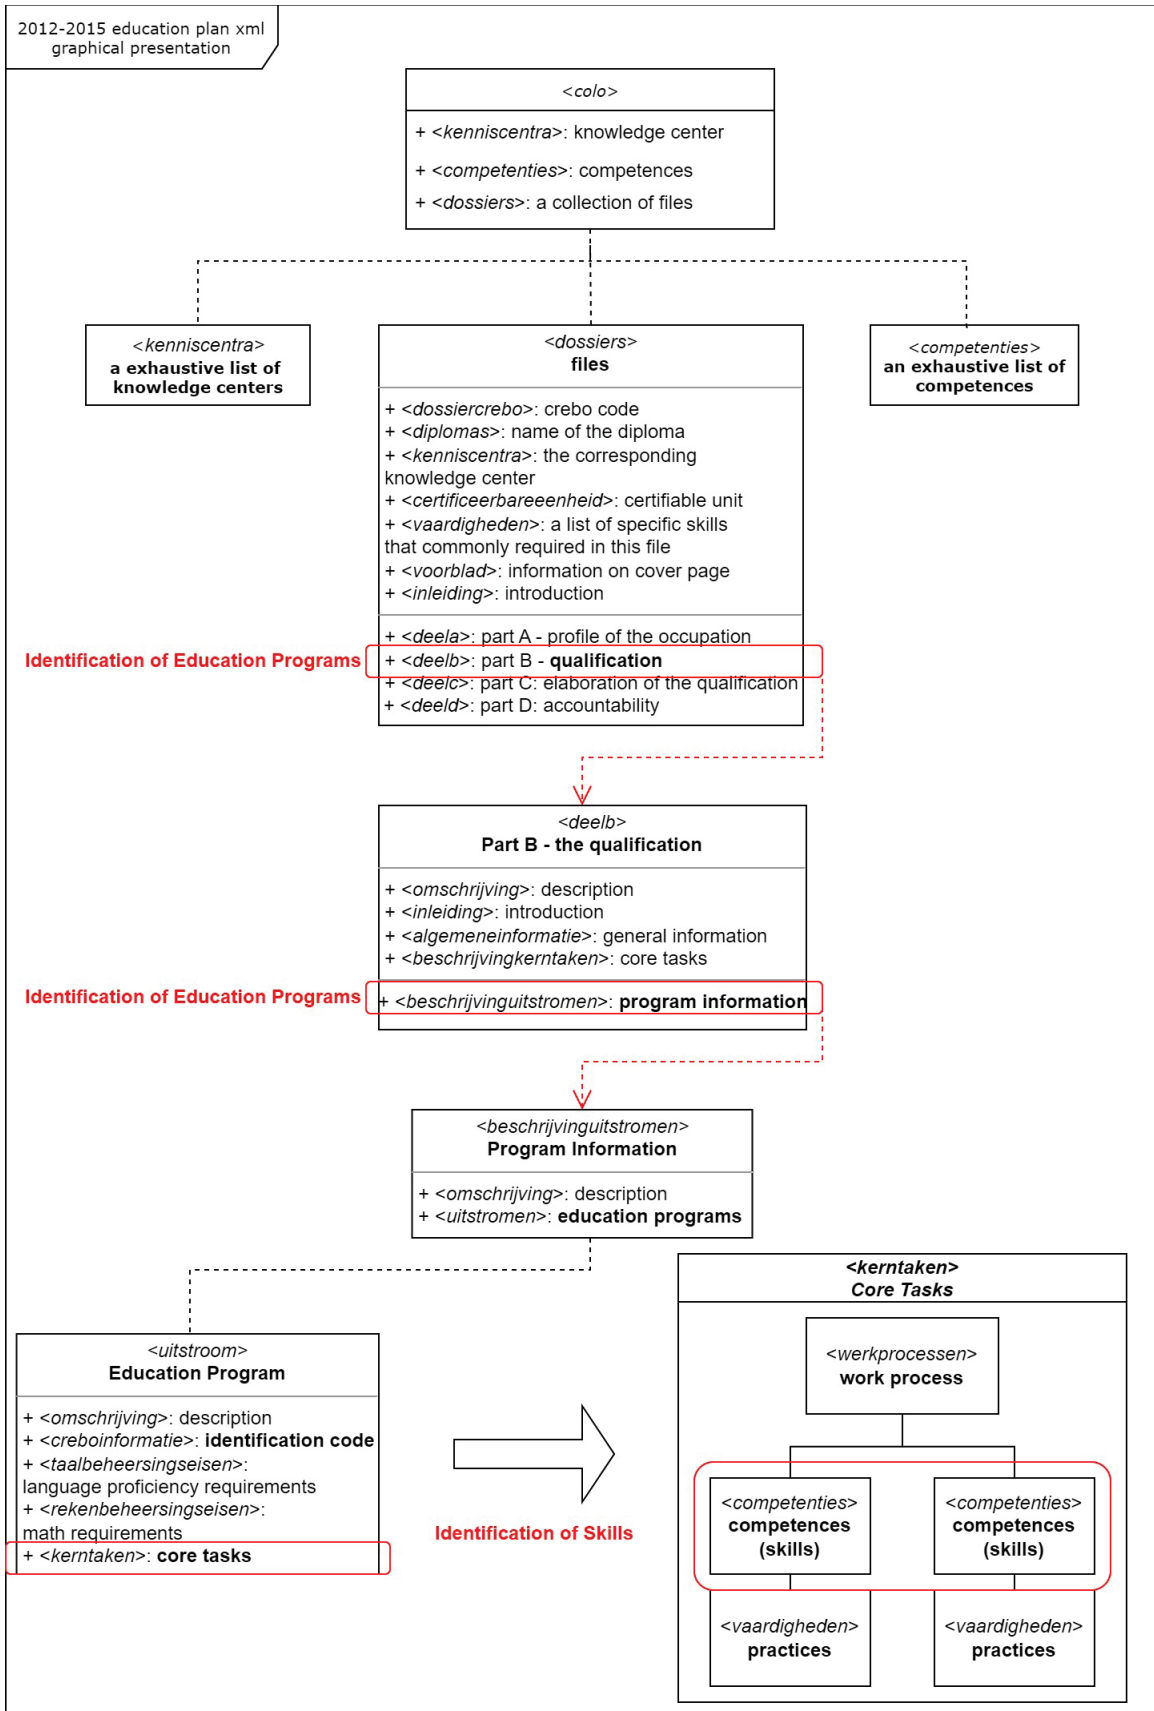 2012-2015 education plan xml
graphical presentation
<colo>
+ <kenniscentra>: knowledge center
+ <competenties>: competences
+ <dossiers>: a collection of files
<kenniscentra>
a exhaustive list of
knowledge centers
<dossiers>
files
+ <dossiercrebo>: crebo code
+ <diplomas>: name of the diploma
+ <kenniscentra>: the corresponding
knowledge center
+ <certificeerbareeenheid>: certifiable unit
+ <vaardigheden>: a list of specific skills
that commonly required in this file
+ <voorblad>: information on cover page
+ <inleiding>: introduction
+ <deela>: part A - profile of the occupation
+ <deelb>: part B - qualification
+ <deelc>: part C: elaboration of the qualification
+ <deeld>: part D: accountability
<competenties>
an exhaustive list of
competences
Identification of Education Programs
<deelb>
Part B - the qualification
+ <omschrijving>: description
+ <inleiding>: introduction
+ <algemeneinformatie>: general information
+ <beschrijvingkerntaken>: core tasks
+ <beschrijvinguitstromen>: program information
Identification of Education Programs
<beschrijvinguitstromen>
Program Information
+ <omschrijving>: description
+ <uitstromen>: education programs
<uitstroom>
Education Program
+ <omschrijving>: description
+ <creboinformatie>: identification code
+ <taalbeheersingseisen>:
language proficiency requirements
+ <rekenbeheersingseisen>:
math requirements
+ <kerntaken>: core tasks
Identification of Skills
<kerntaken>
Core Tasks
<werkprocessen>
work process
<competenties>
competences
(skills)
<competenties>
competences
(skills)
<vaardigheden>
practices
<vaardigheden>
practices